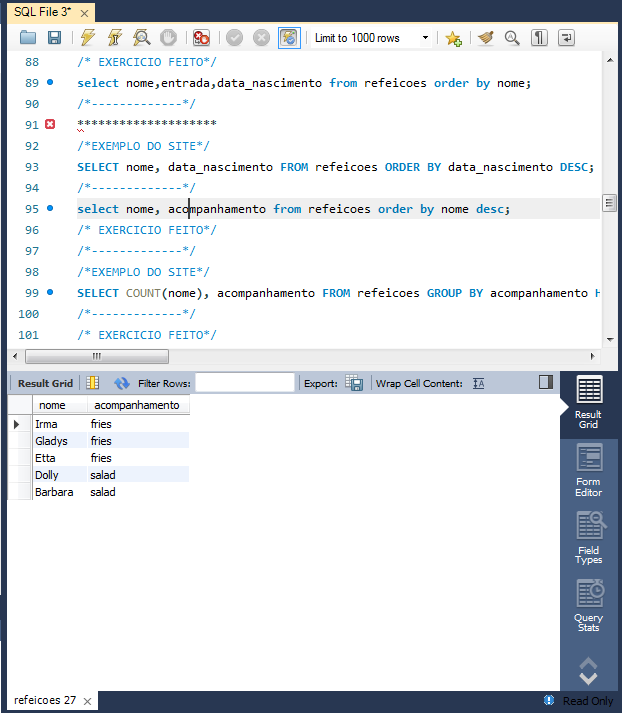 SQL File 3*
Limit to 1000 rows
88 /* EXERCICIO FEITO*/
89 select nome,entrada,data_nascimento from refeicoes order by nome;
90 /*-------------*/
91 ********************
92 /*EXEMPLO DO SITE*/
93 SELECT nome, data_nascimento FROM refeicoes ORDER BY data_nascimento DESC;
94 /*-------------*/
95 select nome, acompanhamento from refeicoes order by nome desc;
96 /* EXERCICIO FEITO*/
97 /*-------------*/
98 /*EXEMPLO DO SITE*/
99 SELECT COUNT(nome), acompanhamento FROM refeicoes GROUP BY acompanhamento H
100 /*-------------*/
101 /* EXERCICIO FEITO*/
Result Grid Filter Rows: Export: Wrap Cell Content:
nome acompanhamento
Irma fries
Gladys fries
Etta fries
Dolly salad
Barbara salad
Result
Grid
Form
Editor
Field
Types
Query
Stats
refeicoes 27 Read Only